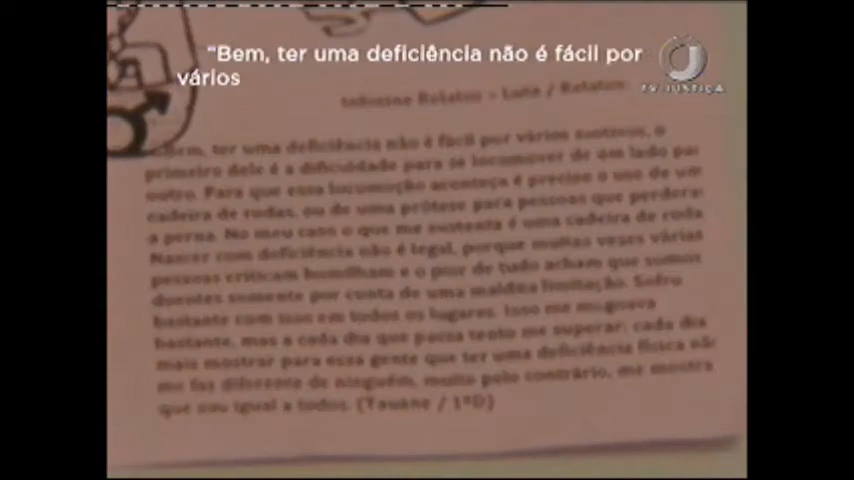 "Bem, ter uma deficiência não é fácil por
vários
TV JUSTIÇA
Informe Relatos - Luto / Relatos
Bem, ter uma deficiência não é fácil por vários motivos, o
primeiro dele é a dificuldade para se locomover de um lado par
outro. Para que essa locomoção aconteça é preciso o uso de um
cadeira de rodas, ou de uma prótese para pessoas que perderam
a perna. No meu caso o que me sustenta é uma cadeira de roda
Nascer com deficiência não é legal, porque muitas vezes várias
pessoas criticam humilham e o pior de tudo acham que somos
doentes somente por conta de uma maldita limitação. Sofro
bastante com isso em todos os lugares. Isso me magoava
bastante, mas a cada dia que passa tento me superar; cada dia
mais mostrar para essa gente que ter uma deficiência física não
me faz diferente de ninguém, muito pelo contrário, me mostra
que sou igual a todos. (Tauane / 1ºD)